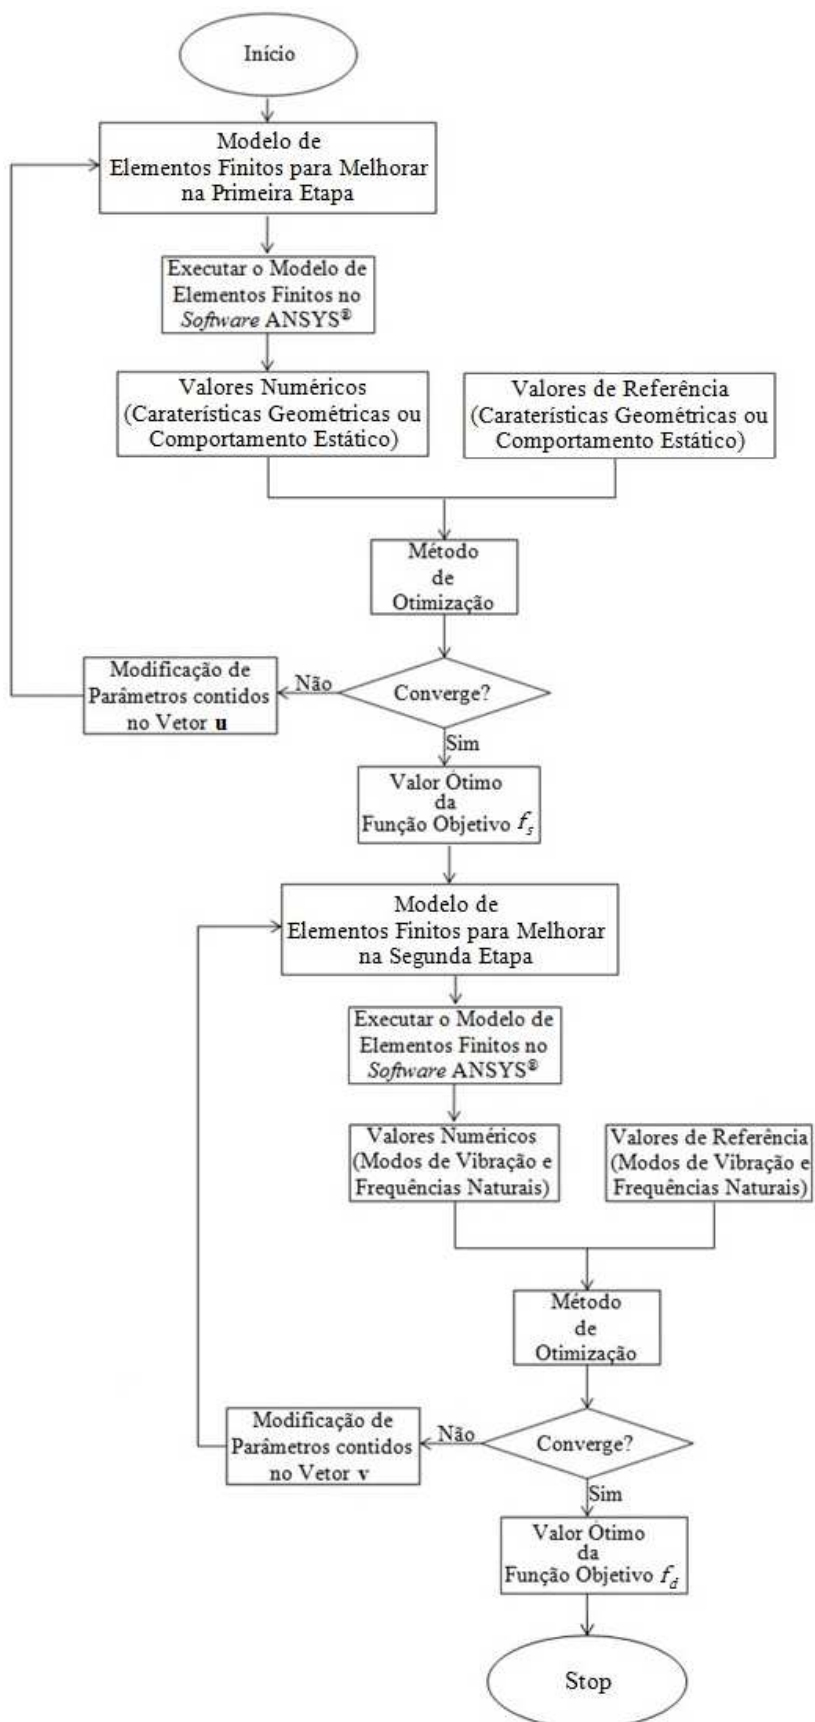 Início
Modelo de
Elementos Finitos para Melhorar
na Primeira Etapa
Executar o Modelo de
Elementos Finitos no
Software ANSYS®
Valores Numéricos
(Caraterísticas Geométricas ou
Comportamento Estático)
Valores de Referência
(Caraterísticas Geométricas ou
Comportamento Estático)
Método
de
Otimização
Converge?
Não
Modificação de
Parâmetros contidos
no Vetor u
Sim
Valor Ótimo
da
Função Objetivo f_s
Modelo de
Elementos Finitos para Melhorar
na Segunda Etapa
Executar o Modelo de
Elementos Finitos no
Software ANSYS®
Valores Numéricos
(Modos de Vibração e
Frequências Naturais)
Valores de Referência
(Modos de Vibração e
Frequências Naturais)
Método
de
Otimização
Converge?
Não
Modificação de
Parâmetros contidos
no Vetor v
Sim
Valor Ótimo
da
Função Objetivo f_d
Stop